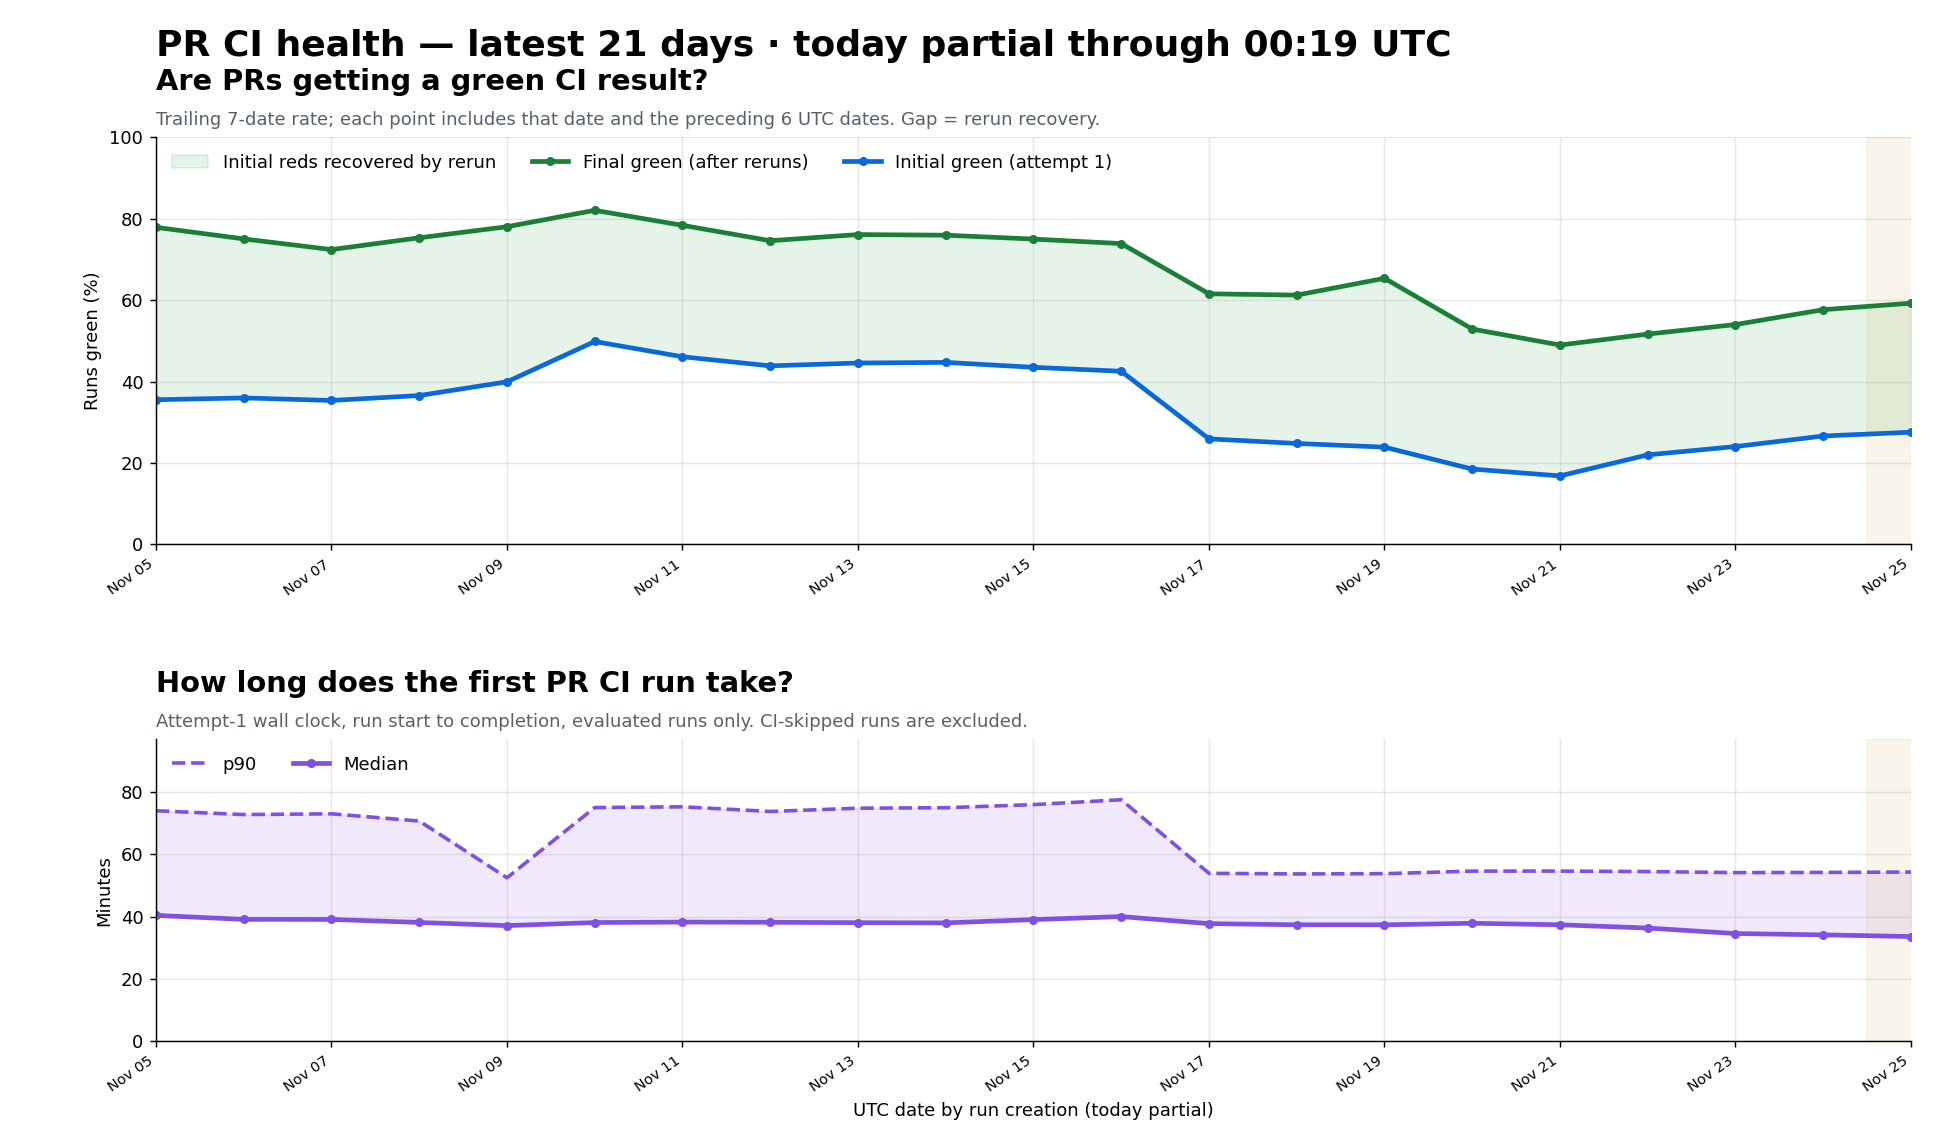 PR CI health — latest 21 days · today partial through 00:19 UTC
Are PRs getting a green CI result?
Trailing 7-date rate; each point includes that date and the preceding 6 UTC dates. Gap = rerun recovery.
Initial reds recovered by rerun
Final green (after reruns)
Initial green (attempt 1)
Runs green (%)
100
80
60
40
20
0
Nov 05
Nov 07
Nov 09
Nov 11
Nov 13
Nov 15
Nov 17
Nov 19
Nov 21
Nov 23
Nov 25
How long does the first PR CI run take?
Attempt-1 wall clock, run start to completion, evaluated runs only. CI-skipped runs are excluded.
p90
Median
Minutes
80
60
40
20
0
Nov 05
Nov 07
Nov 09
Nov 11
Nov 13
Nov 15
Nov 17
Nov 19
Nov 21
Nov 23
Nov 25
UTC date by run creation (today partial)